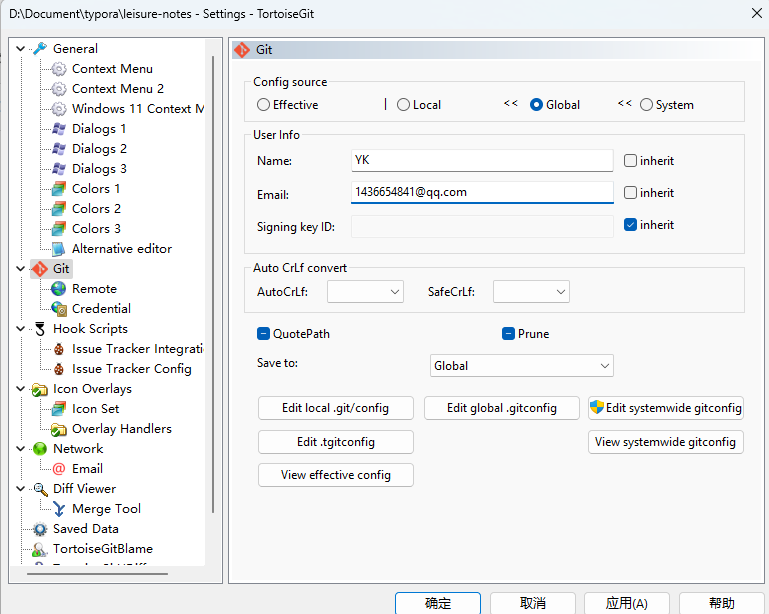 D:\Document\typora\leisure-notes - Settings - TortoiseGit
General
Context Menu
Context Menu 2
Windows 11 Context M
Dialogs 1
Dialogs 2
Dialogs 3
Colors 1
Colors 2
Colors 3
Alternative editor
Git
Remote
Credential
Hook Scripts
Issue Tracker Integrati
Issue Tracker Config
Icon Overlays
Icon Set
Overlay Handlers
Network
Email
Diff Viewer
Merge Tool
Saved Data
TortoiseGitBlame
Git
Config source
Effective | Local << Global << System
User Info
Name: YK inherit
Email: 1436654841@qq.com inherit
Signing key ID: inherit
Auto CrLf convert
AutoCrLf: SafeCrLf:
QuotePath Prune
Save to: Global
Edit local .git/config Edit global .gitconfig Edit systemwide gitconfig
Edit .tgitconfig View systemwide gitconfig
View effective config
确定 取消 应用(A) 帮助